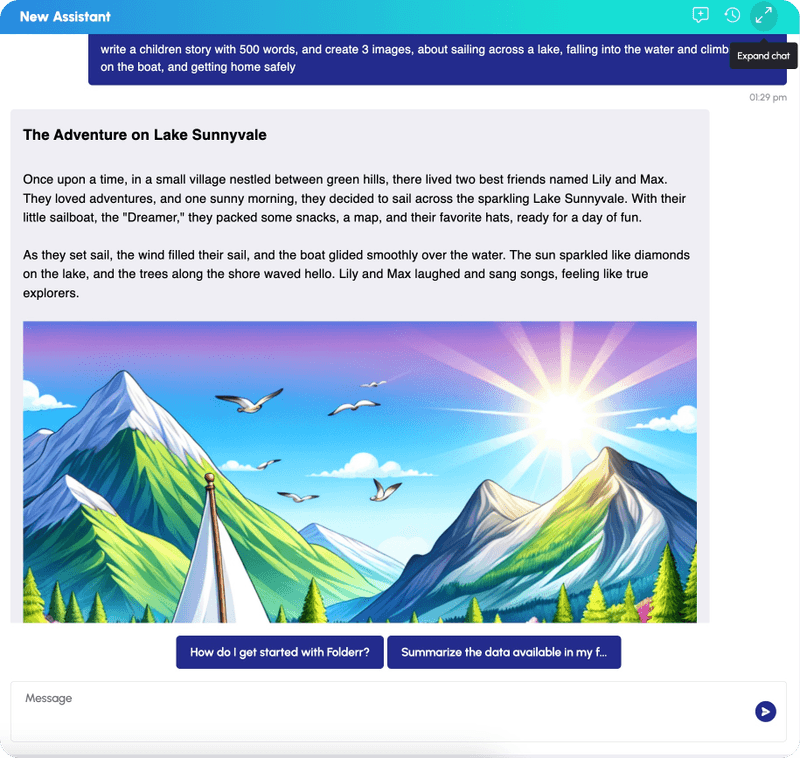 New Assistant
write a children story with 500 words, and create 3 images, about sailing across a lake, falling into the water and climb
Expand chat
on the boat, and getting home safely
01:29 pm
The Adventure on Lake Sunnyvale
Once upon a time, in a small village nestled between green hills, there lived two best friends named Lily and Max.
They loved adventures, and one sunny morning, they decided to sail across the sparkling Lake Sunnyvale. With their
little sailboat, the "Dreamer," they packed some snacks, a map, and their favorite hats, ready for a day of fun.
As they set sail, the wind filled their sail, and the boat glided smoothly over the water. The sun sparkled like diamonds
on the lake, and the trees along the shore waved hello. Lily and Max laughed and sang songs, feeling like true
explorers.
How do I get started with Folderr?
Summarize the data available in my f...
Message